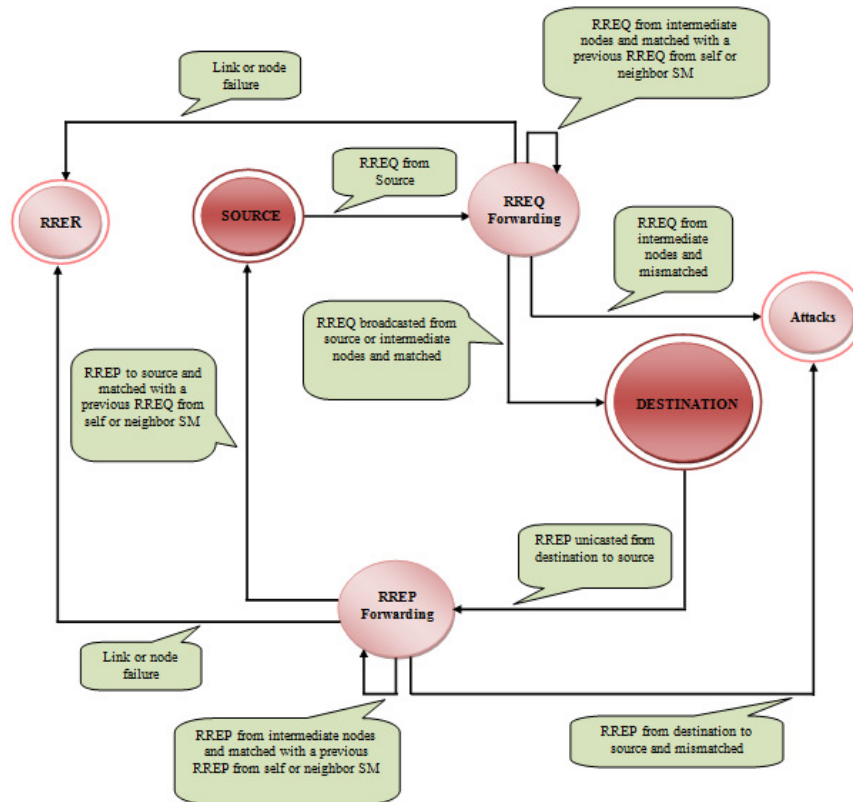 RREQ from intermediate
nodes and matched with a
previous RREQ from self or
neighbor SM
Link or node
failure
RREQ from
Source
RRER
SOURCE
RREQ
Forwarding
RREQ from
intermediate
nodes and
mismatched
Attacks
RREQ broadcasted from
source or intermediate
nodes and matched
RREP to source and
matched with a
previous RREQ from
self or neighbor SM
DESTINATION
RREP unicasted from
destination to source
RREP
Forwarding
Link or node
failure
RREP from intermediate nodes
and matched with a previous
RREP from self or neighbor SM
RREP from destination to
source and mismatched